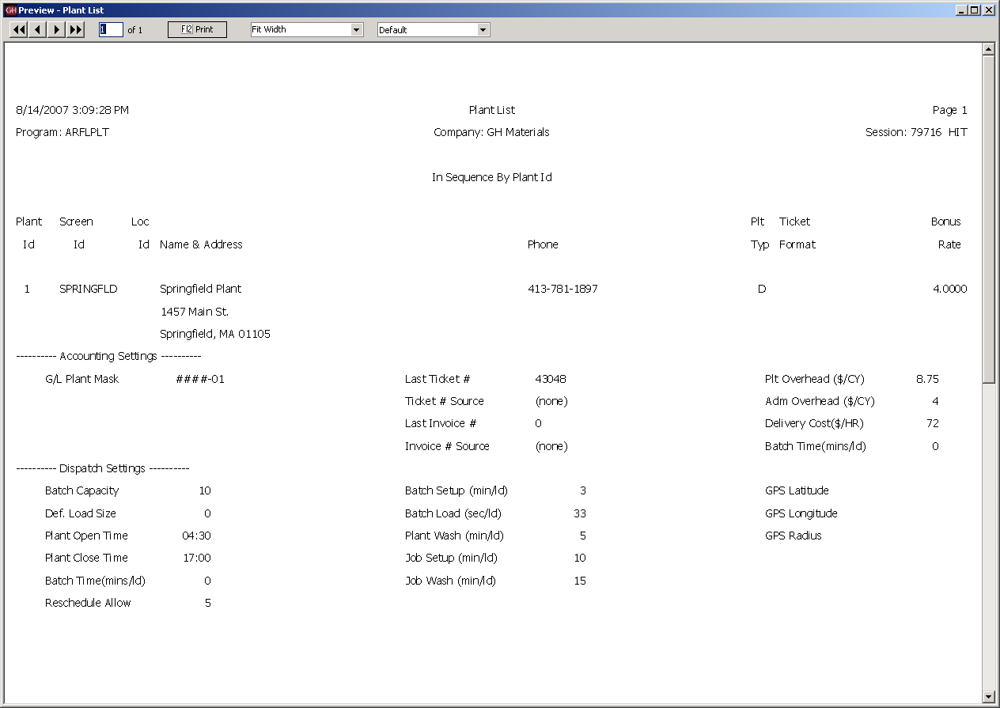 GH Preview - Plant List
1 of 1 F12 Print Fit Width Default
8/14/2007 3:09:28 PM Plant List Page 1
Program: ARFLPLT Company: GH Materials Session: 79716 HIT
In Sequence By Plant Id
Plant Screen Loc Plt Ticket Bonus
Id Id Id Name & Address Phone Typ Format Rate
1 SPRINGFLD Springfield Plant 413-781-1897 D 4.0000
1457 Main St.
Springfield, MA 01105
---------- Accounting Settings ----------
G/L Plant Mask ####-01 Last Ticket # 43048 Plt Overhead ($/CY) 8.75
Ticket # Source (none) Adm Overhead ($/CY) 4
Last Invoice # 0 Delivery Cost($/HR) 72
Invoice # Source (none) Batch Time(mins/ld) 0
---------- Dispatch Settings ----------
Batch Capacity 10 Batch Setup (min/ld) 3 GPS Latitude
Def. Load Size 0 Batch Load (sec/ld) 33 GPS Longitude
Plant Open Time 04:30 Plant Wash (min/ld) 5 GPS Radius
Plant Close Time 17:00 Job Setup (min/ld) 10
Batch Time(mins/ld) 0 Job Wash (min/ld) 15
Reschedule Allow 5